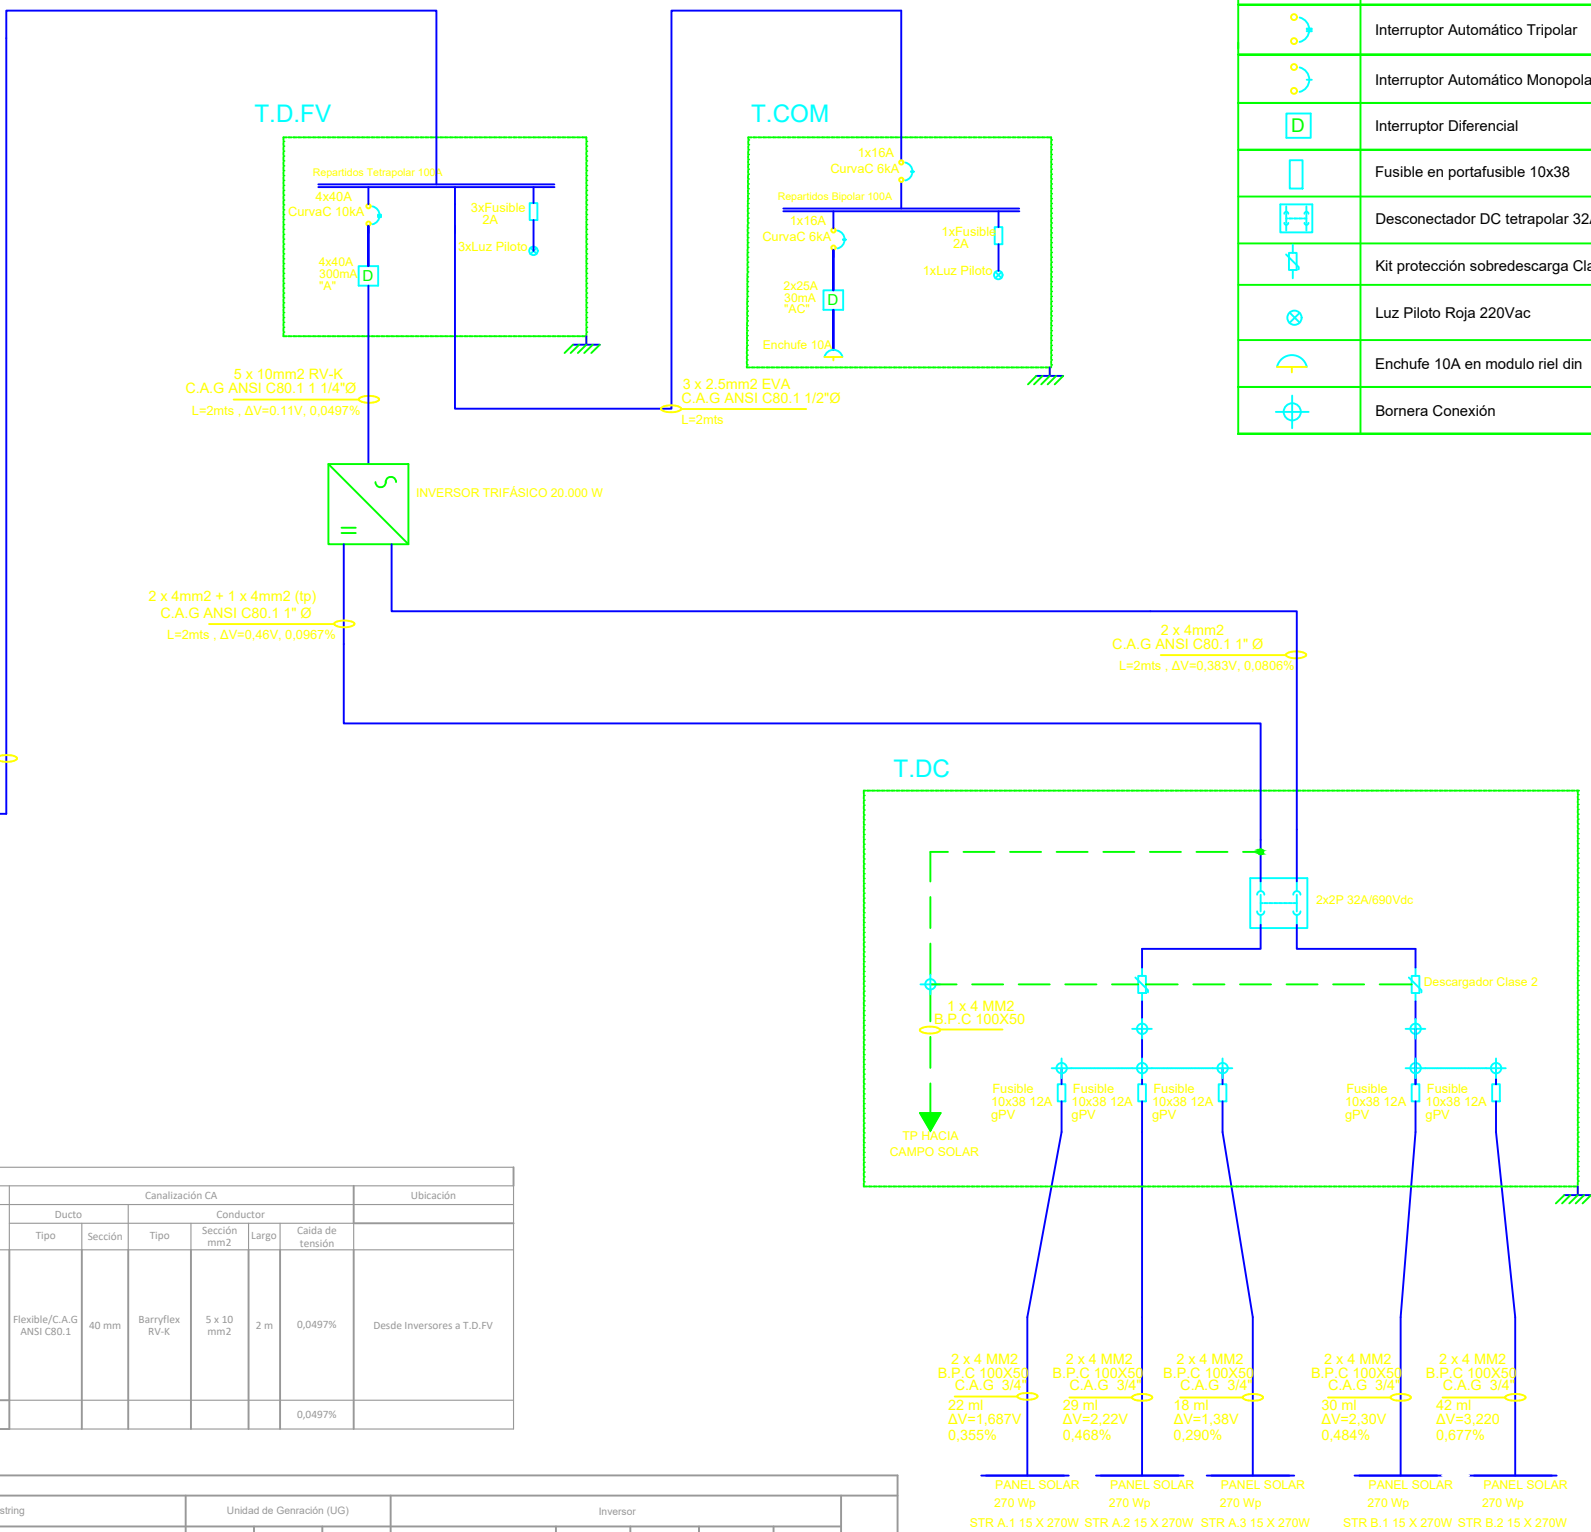 T.D.FV
Repartidos Tetrapolar 100A
4x40A
CurvaC 10kA
3xFusible
2A
3xLuz Piloto
4x40A
300mA
"A"
D
5 x 10mm2 RV-K
C.A.G ANSI C80.1 1 1/4"Ø
L=2mts , ΔV=0.11V, 0,0497%
T.COM
1x16A
CurvaC 6kA
Repartidos Bipolar 100A
1x16A
CurvaC 6kA
1xFusible
2A
1xLuz Piloto
2x25A
30mA
"AC"
D
Enchufe 10A
3 x 2.5mm2 EVA
C.A.G ANSI C80.1 1/2"Ø
L=2mts
Interruptor Automático Tripolar
Interruptor Automático Monopola
D
Interruptor Diferencial
Fusible en portafusible 10x38
Desconectador DC tetrapolar 32
Kit protección sobredescarga Cla
Luz Piloto Roja 220Vac
Enchufe 10A en modulo riel din
Bornera Conexión
INVERSOR TRIFÁSICO 20.000 W
2 x 4mm2 + 1 x 4mm2 (tp)
C.A.G ANSI C80.1 1" Ø
L=2mts , ΔV=0.46V, 0,0967%
2 x 4mm2
C.A.G ANSI C80.1 1" Ø
L=2mts , ΔV=0,383V, 0,0806%
T.DC
2x2P 32A/690Vdc
Descargador Clase 2
1 x 4 MM2
B.P.C 100X50
TP HACIA
CAMPO SOLAR
Fusible
10x38 12A
gPV
Fusible
10x38 12A
gPV
Fusible
10x38 12A
gPV
Fusible
10x38 12A
gPV
Fusible
10x38 12A
gPV
2 x 4 MM2
B.P.C 100X50
C.A.G 3/4"
22 ml
ΔV=1,687V
0,355%
2 x 4 MM2
B.P.C 100X50
C.A.G 3/4"
29 ml
ΔV=2,22V
0,468%
2 x 4 MM2
B.P.C 100X50
C.A.G 3/4"
18 ml
ΔV=1,38V
0,290%
2 x 4 MM2
B.P.C 100X50
C.A.G 3/4"
30 ml
ΔV=2,30V
0,484%
2 x 4 MM2
B.P.C 100X50
C.A.G 3/4"
42 ml
ΔV=3,220
0,677%
PANEL SOLAR
270 Wp
STR A.1 15 X 270W
PANEL SOLAR
270 Wp
STR A.2 15 X 270W
PANEL SOLAR
270 Wp
STR A.3 15 X 270W
PANEL SOLAR
270 Wp
STR B.1 15 X 270W
PANEL SOLAR
270 Wp
STR B.2 15 X 270W
Canalización CA Ubicación
Ducto Conductor
Tipo Sección Tipo Sección mm2 Largo Caida de tensión
Flexible/C.A.G ANSI C80.1 40 mm Barryflex RV-K 5 x 10 mm2 2 m 0,0497% Desde Inversores a T.D.FV
0,0497%
string Unidad de Genración (UG) Inversor